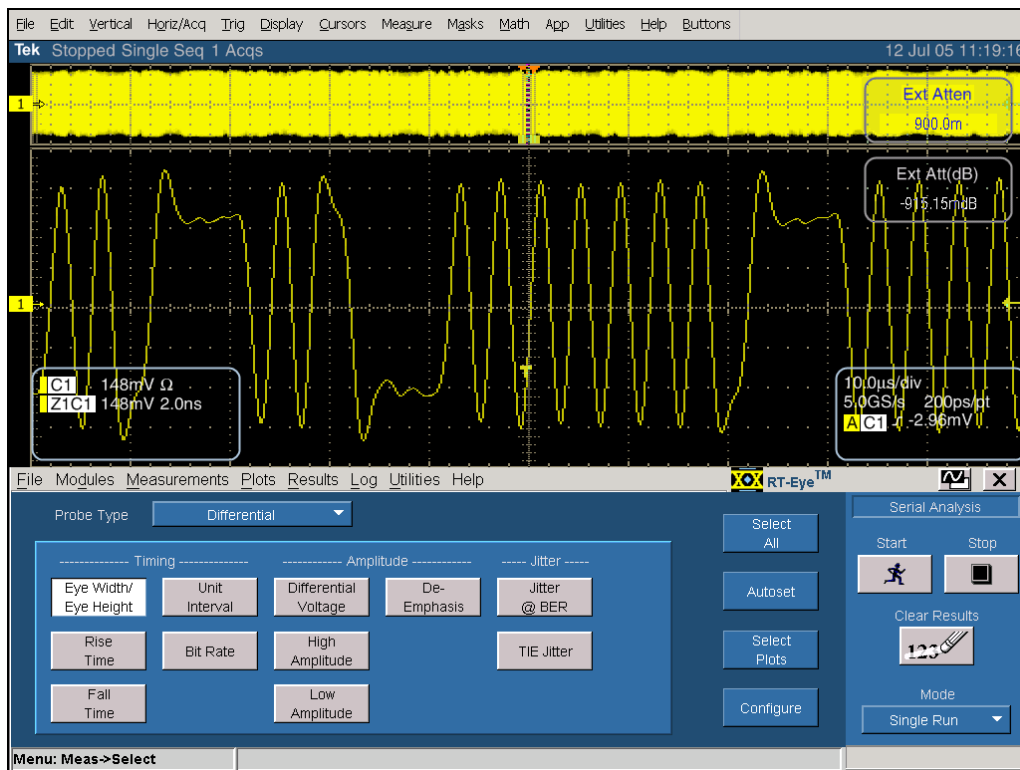 File Edit Vertical Horiz/Acq Trig Display Cursors Measure Masks Math App Utilities Help Buttons
Tek Stopped Single Seq 1 Acqs 12 Jul 05 11:19:16
1
Ext Atten
900.0m
Ext Att(dB)
-915.15mdB
1
C1 148mV Ω
Z1C1 148mV 2.0ns
10.0µs/div
5.0GS/s 200ps/pt
A C1 -2.96mV
T
File Modules Measurements Plots Results Log Utilities Help RT-Eye™
Probe Type Differential
Timing Amplitude Jitter
Eye Width/
Eye Height
Unit
Interval
Differential
Voltage
De-
Emphasis
Jitter
@ BER
Rise
Time
Bit Rate
High
Amplitude
TIE Jitter
Fall
Time
Low
Amplitude
Select
All
Autoset
Select
Plots
Configure
Serial Analysis
Start Stop
Clear Results
123
Mode
Single Run
Menu: Meas->Select